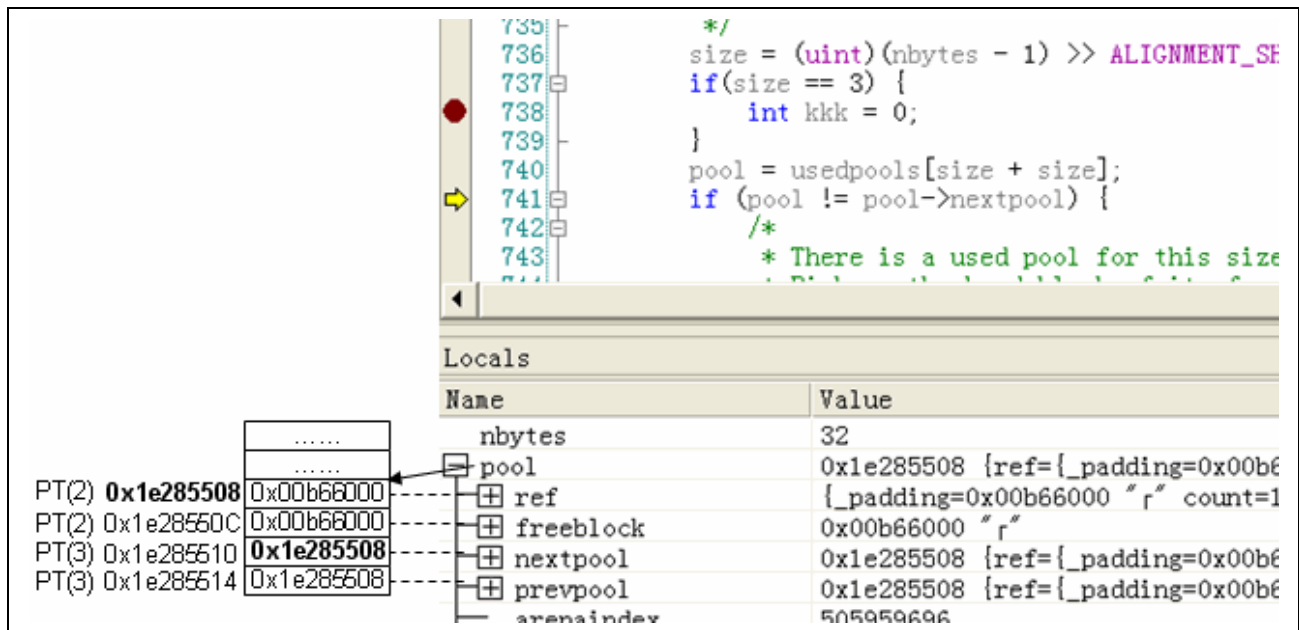 735 */
736 size = (uint)(nbytes - 1) >> ALIGNMENT_SH
737 if(size == 3) {
738 int kkk = 0;
739 }
740 pool = usedpools[size + size];
741 if (pool != pool->nextpool) {
742 /*
743 * There is a used pool for this size
Locals
Name Value
nbytes 32
pool 0x1e285508 {ref={_padding=0x00b6
ref {_padding=0x00b66000 "┌" count=1
freeblock 0x00b66000 "┌"
nextpool 0x1e285508 {ref={_padding=0x00b6
prevpool 0x1e285508 {ref={_padding=0x00b6
arenaindex 505959696
......
......
PT(2) 0x1e285508 0x00b66000
PT(2) 0x1e28550C 0x00b66000
PT(3) 0x1e285510 0x1e285508
PT(3) 0x1e285514 0x1e285508